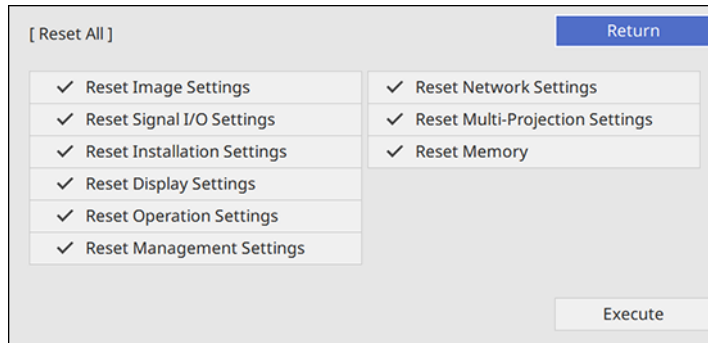 [ Reset All ]
Return
Reset Image Settings
Reset Signal I/O Settings
Reset Installation Settings
Reset Display Settings
Reset Operation Settings
Reset Management Settings
Reset Network Settings
Reset Multi-Projection Settings
Reset Memory
Execute